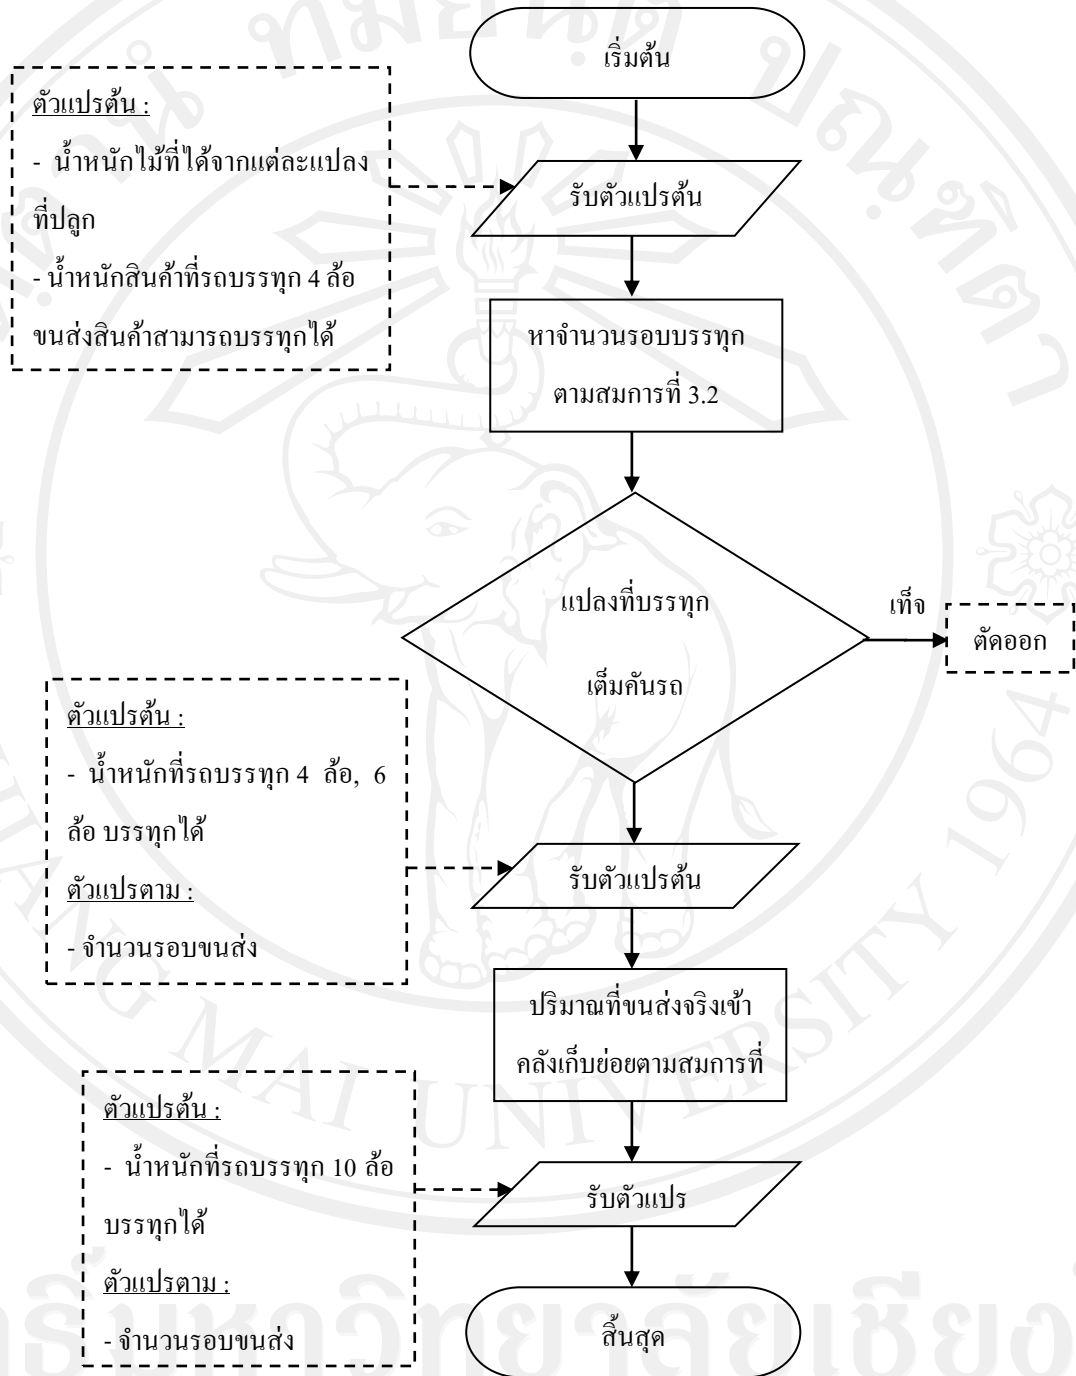 เริ่มต้น
ตัวแปรต้น :
- น้ำหนักไม้ที่ได้จากแต่ละแปลง
ที่ปลูก
- น้ำหนักสินค้าที่รถบรรทุก 4 ล้อ
ขนส่งสินค้าสามารถบรรทุกได้
รับตัวแปรต้น
หาจำนวนรอบบรรทุก
ตามสมการที่ 3.2
แปลงที่บรรทุก
เต็มคันรถ
เท็จ
ตัดออก
ตัวแปรต้น :
- น้ำหนักที่รถบรรทุก 4 ล้อ, 6
ล้อ บรรทุกได้
ตัวแปรตาม :
- จำนวนรอบขนส่ง
รับตัวแปรต้น
ปริมาณที่ขนส่งจริงเข้า
คลังเก็บย่อยตามสมการที่
ตัวแปรต้น :
- น้ำหนักที่รถบรรทุก 10 ล้อ
บรรทุกได้
ตัวแปรตาม :
- จำนวนรอบขนส่ง
รับตัวแปร
สิ้นสุด
MAI UNIVERSITY 1964